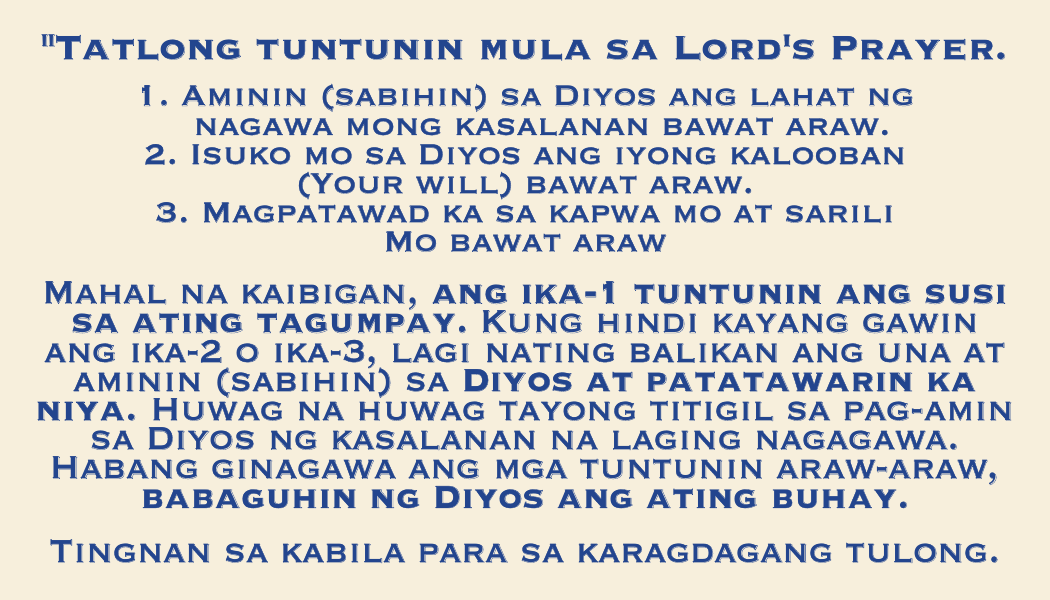 "Tatlong tuntunin mula sa Lord's Prayer.
1. Aminin (sabihin) sa Diyos ang lahat ng
nagawa mong kasalanan bawat araw.
2. Isuko mo sa Diyos ang iyong kalooban
(Your will) bawat araw.
3. Magpatawad ka sa kapwa mo at sarili
Mo bawat araw
Mahal na kaibigan, ang ika-1 tuntunin ang susi
sa ating tagumpay. Kung hindi kayang gawin
ang ika-2 o ika-3, lagi nating balikan ang una at
aminin (sabihin) sa Diyos at patatawarin ka
niya. Huwag na huwag tayong titigil sa pag-amin
sa Diyos ng kasalanan na laging nagagawa.
Habang ginagawa ang mga tuntunin araw-araw,
babaguhin ng Diyos ang ating buhay.
Tingnan sa kabila para sa karagdagang tulong.